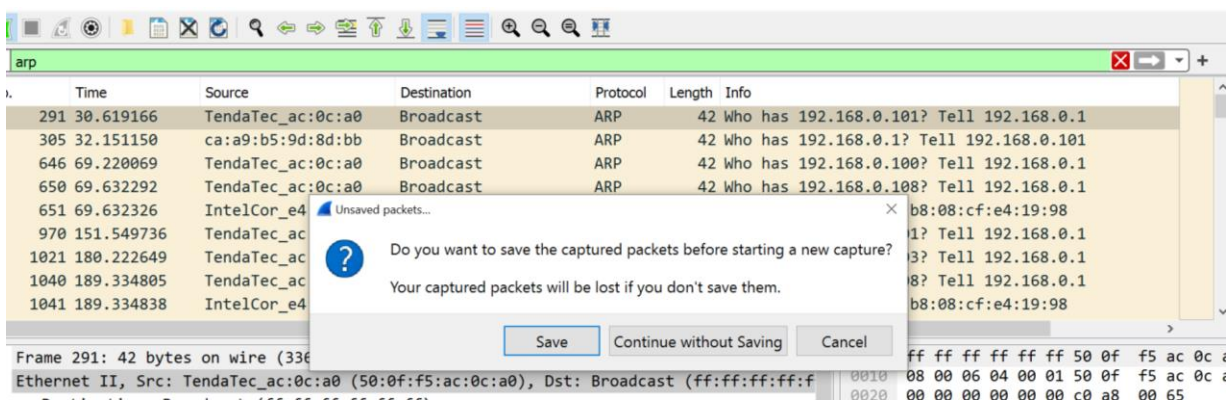 arp
Time Source Destination Protocol Length Info
291 30.619166 TendaTec_ac:0c:a0 Broadcast ARP 42 Who has 192.168.0.101? Tell 192.168.0.1
305 32.151150 ca:a9:b5:9d:8d:bb Broadcast ARP 42 Who has 192.168.0.1? Tell 192.168.0.101
646 69.220069 TendaTec_ac:0c:a0 Broadcast ARP 42 Who has 192.168.0.100? Tell 192.168.0.1
650 69.632292 TendaTec_ac:0c:a0 Broadcast ARP 42 Who has 192.168.0.108? Tell 192.168.0.1
651 69.632326 IntelCor_e4 b8:08:cf:e4:19:98
970 151.549736 TendaTec_ac 1? Tell 192.168.0.1
1021 180.222649 TendaTec_ac 3? Tell 192.168.0.1
1040 189.334805 TendaTec_ac 8? Tell 192.168.0.1
1041 189.334838 IntelCor_e4 b8:08:cf:e4:19:98
Unsaved packets...
Do you want to save the captured packets before starting a new capture?
Your captured packets will be lost if you don't save them.
Save Continue without Saving Cancel
Frame 291: 42 bytes on wire (336
Ethernet II, Src: TendaTec_ac:0c:a0 (50:0f:f5:ac:0c:a0), Dst: Broadcast (ff:ff:ff:ff:f
ff ff ff ff ff ff 50 0f f5 ac 0c a
0010 08 00 06 04 00 01 50 0f f5 ac 0c a
0020 00 00 00 00 00 00 c0 a8 00 65